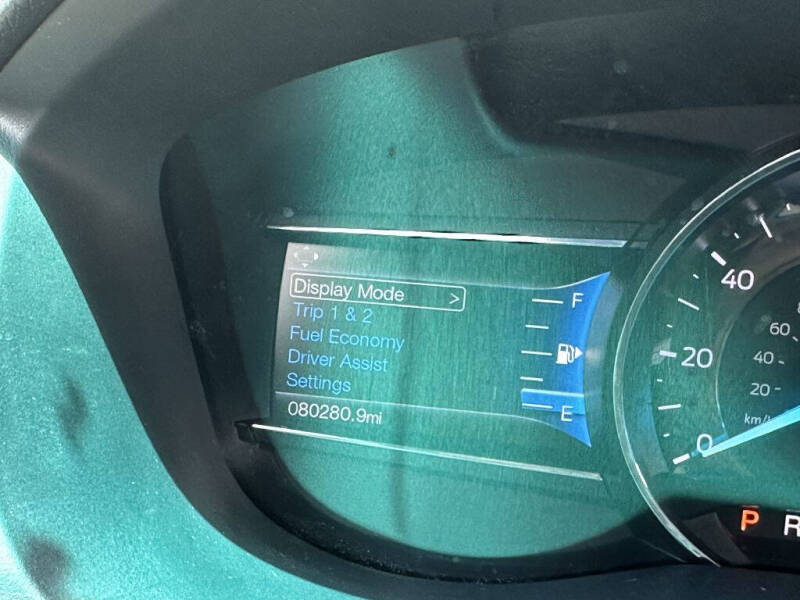 Display Mode >
Trip 1 & 2
Fuel Economy
Driver Assist
Settings
080280.9mi
F
E
40
20
0
60
40
20
km/
P R